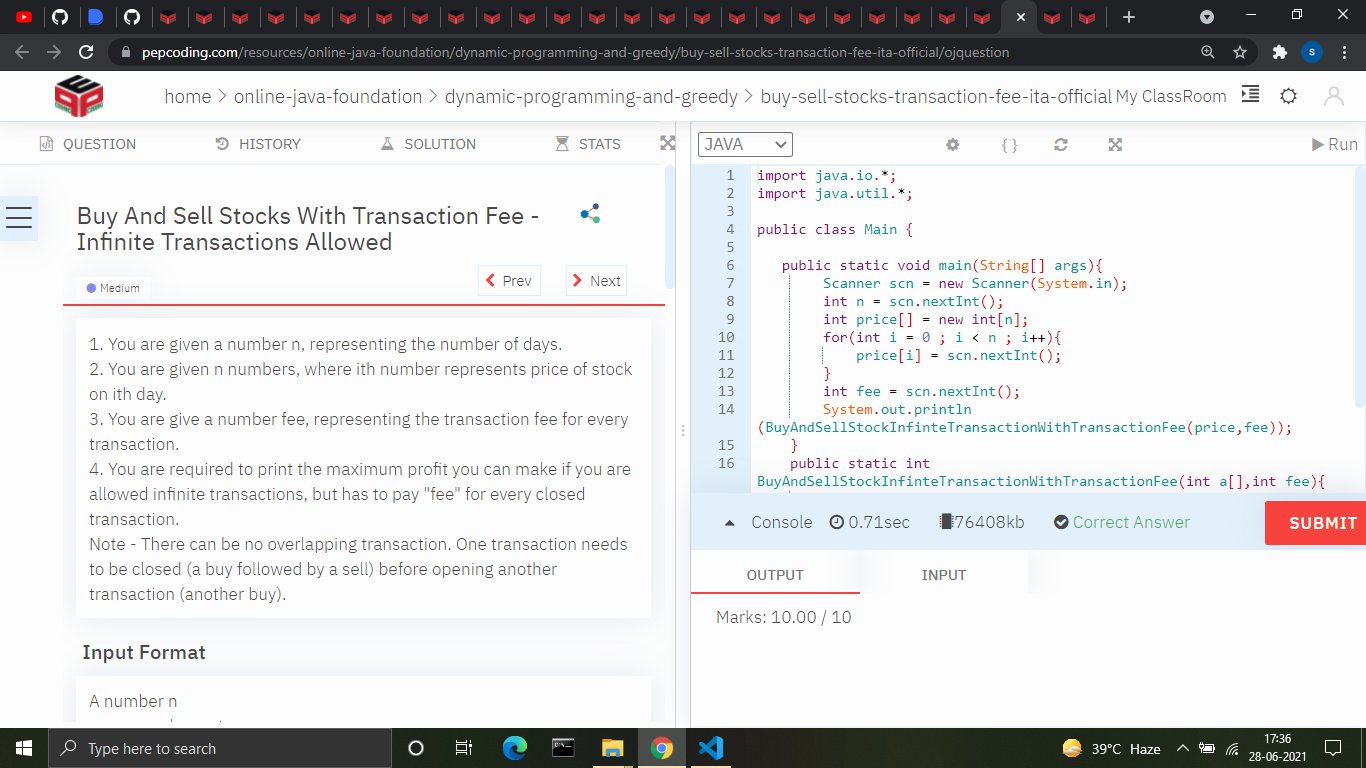 pepcoding.com/resources/online-java-foundation/dynamic-programming-and-greedy/buy-sell-stocks-transaction-fee-ita-official/ojquestion
S
home > online-java-foundation > dynamic-programming-and-greedy > buy-sell-stocks-transaction-fee-ita-official My ClassRoom
QUESTION HISTORY SOLUTION STATS
Buy And Sell Stocks With Transaction Fee -
Infinite Transactions Allowed
Prev Next
Medium
1. You are given a number n, representing the number of days.
2. You are given n numbers, where ith number represents price of stock
on ith day.
3. You are give a number fee, representing the transaction fee for every
transaction.
4. You are required to print the maximum profit you can make if you are
allowed infinite transactions, but has to pay "fee" for every closed
transaction.
Note - There can be no overlapping transaction. One transaction needs
to be closed (a buy followed by a sell) before opening another
transaction (another buy).
Input Format
A number n
JAVA { } Run
1 import java.io.*;
2 import java.util.*;
3
4 public class Main {
5
6 public static void main(String[] args){
7 Scanner scn = new Scanner(System.in);
8 int n = scn.nextInt();
9 int price[] = new int[n];
10 for(int i = 0 ; i < n ; i++){
11 price[i] = scn.nextInt();
12 }
13 int fee = scn.nextInt();
14 System.out.println
(BuyAndSellStockInfinteTransactionWithTransactionFee(price,fee));
15 }
16 public static int
BuyAndSellStockInfinteTransactionWithTransactionFee(int a[],int fee){
Console 0.71sec 76408kb Correct Answer SUBMIT
OUTPUT INPUT
Marks: 10.00 / 10
Type here to search
39°C Haze
17:36
28-06-2021